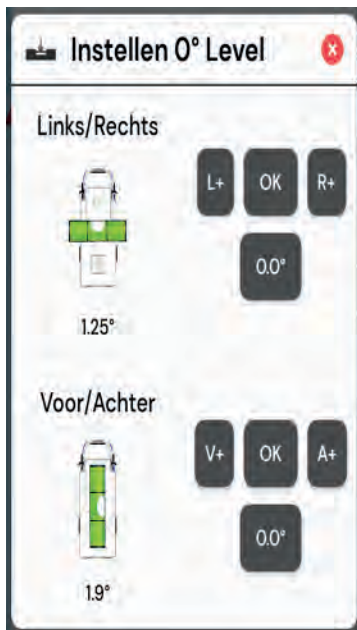 Instellen 0° Level
Links/Rechts
L+ OK R+
0.0°
1.25°
Voor/Achter
V+ OK A+
0.0°
1.9°